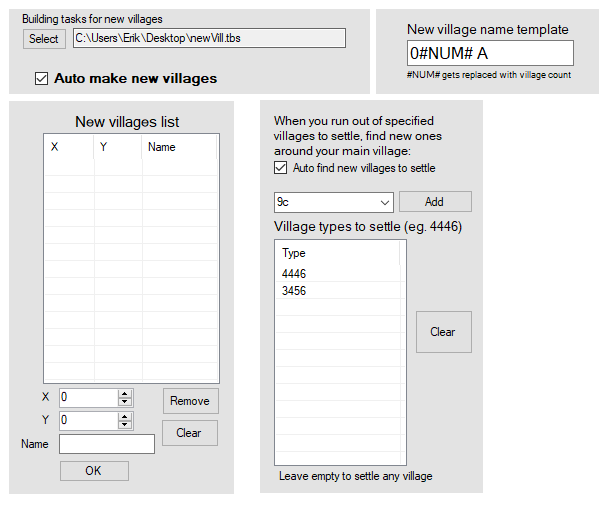 Building tasks for new villages
Select
C:\Users\Erik\Desktop\newVill.tbs
Auto make new villages
New village name template
0#NUM# A
#NUM# gets replaced with village count
New villages list
X Y Name
X 0
Remove
Y 0
Clear
Name
OK
When you run out of specified
villages to settle, find new ones
around your main village:
Auto find new villages to settle
9c
Add
Village types to settle (eg. 4446)
Type
4446
3456
Clear
Leave empty to settle any village